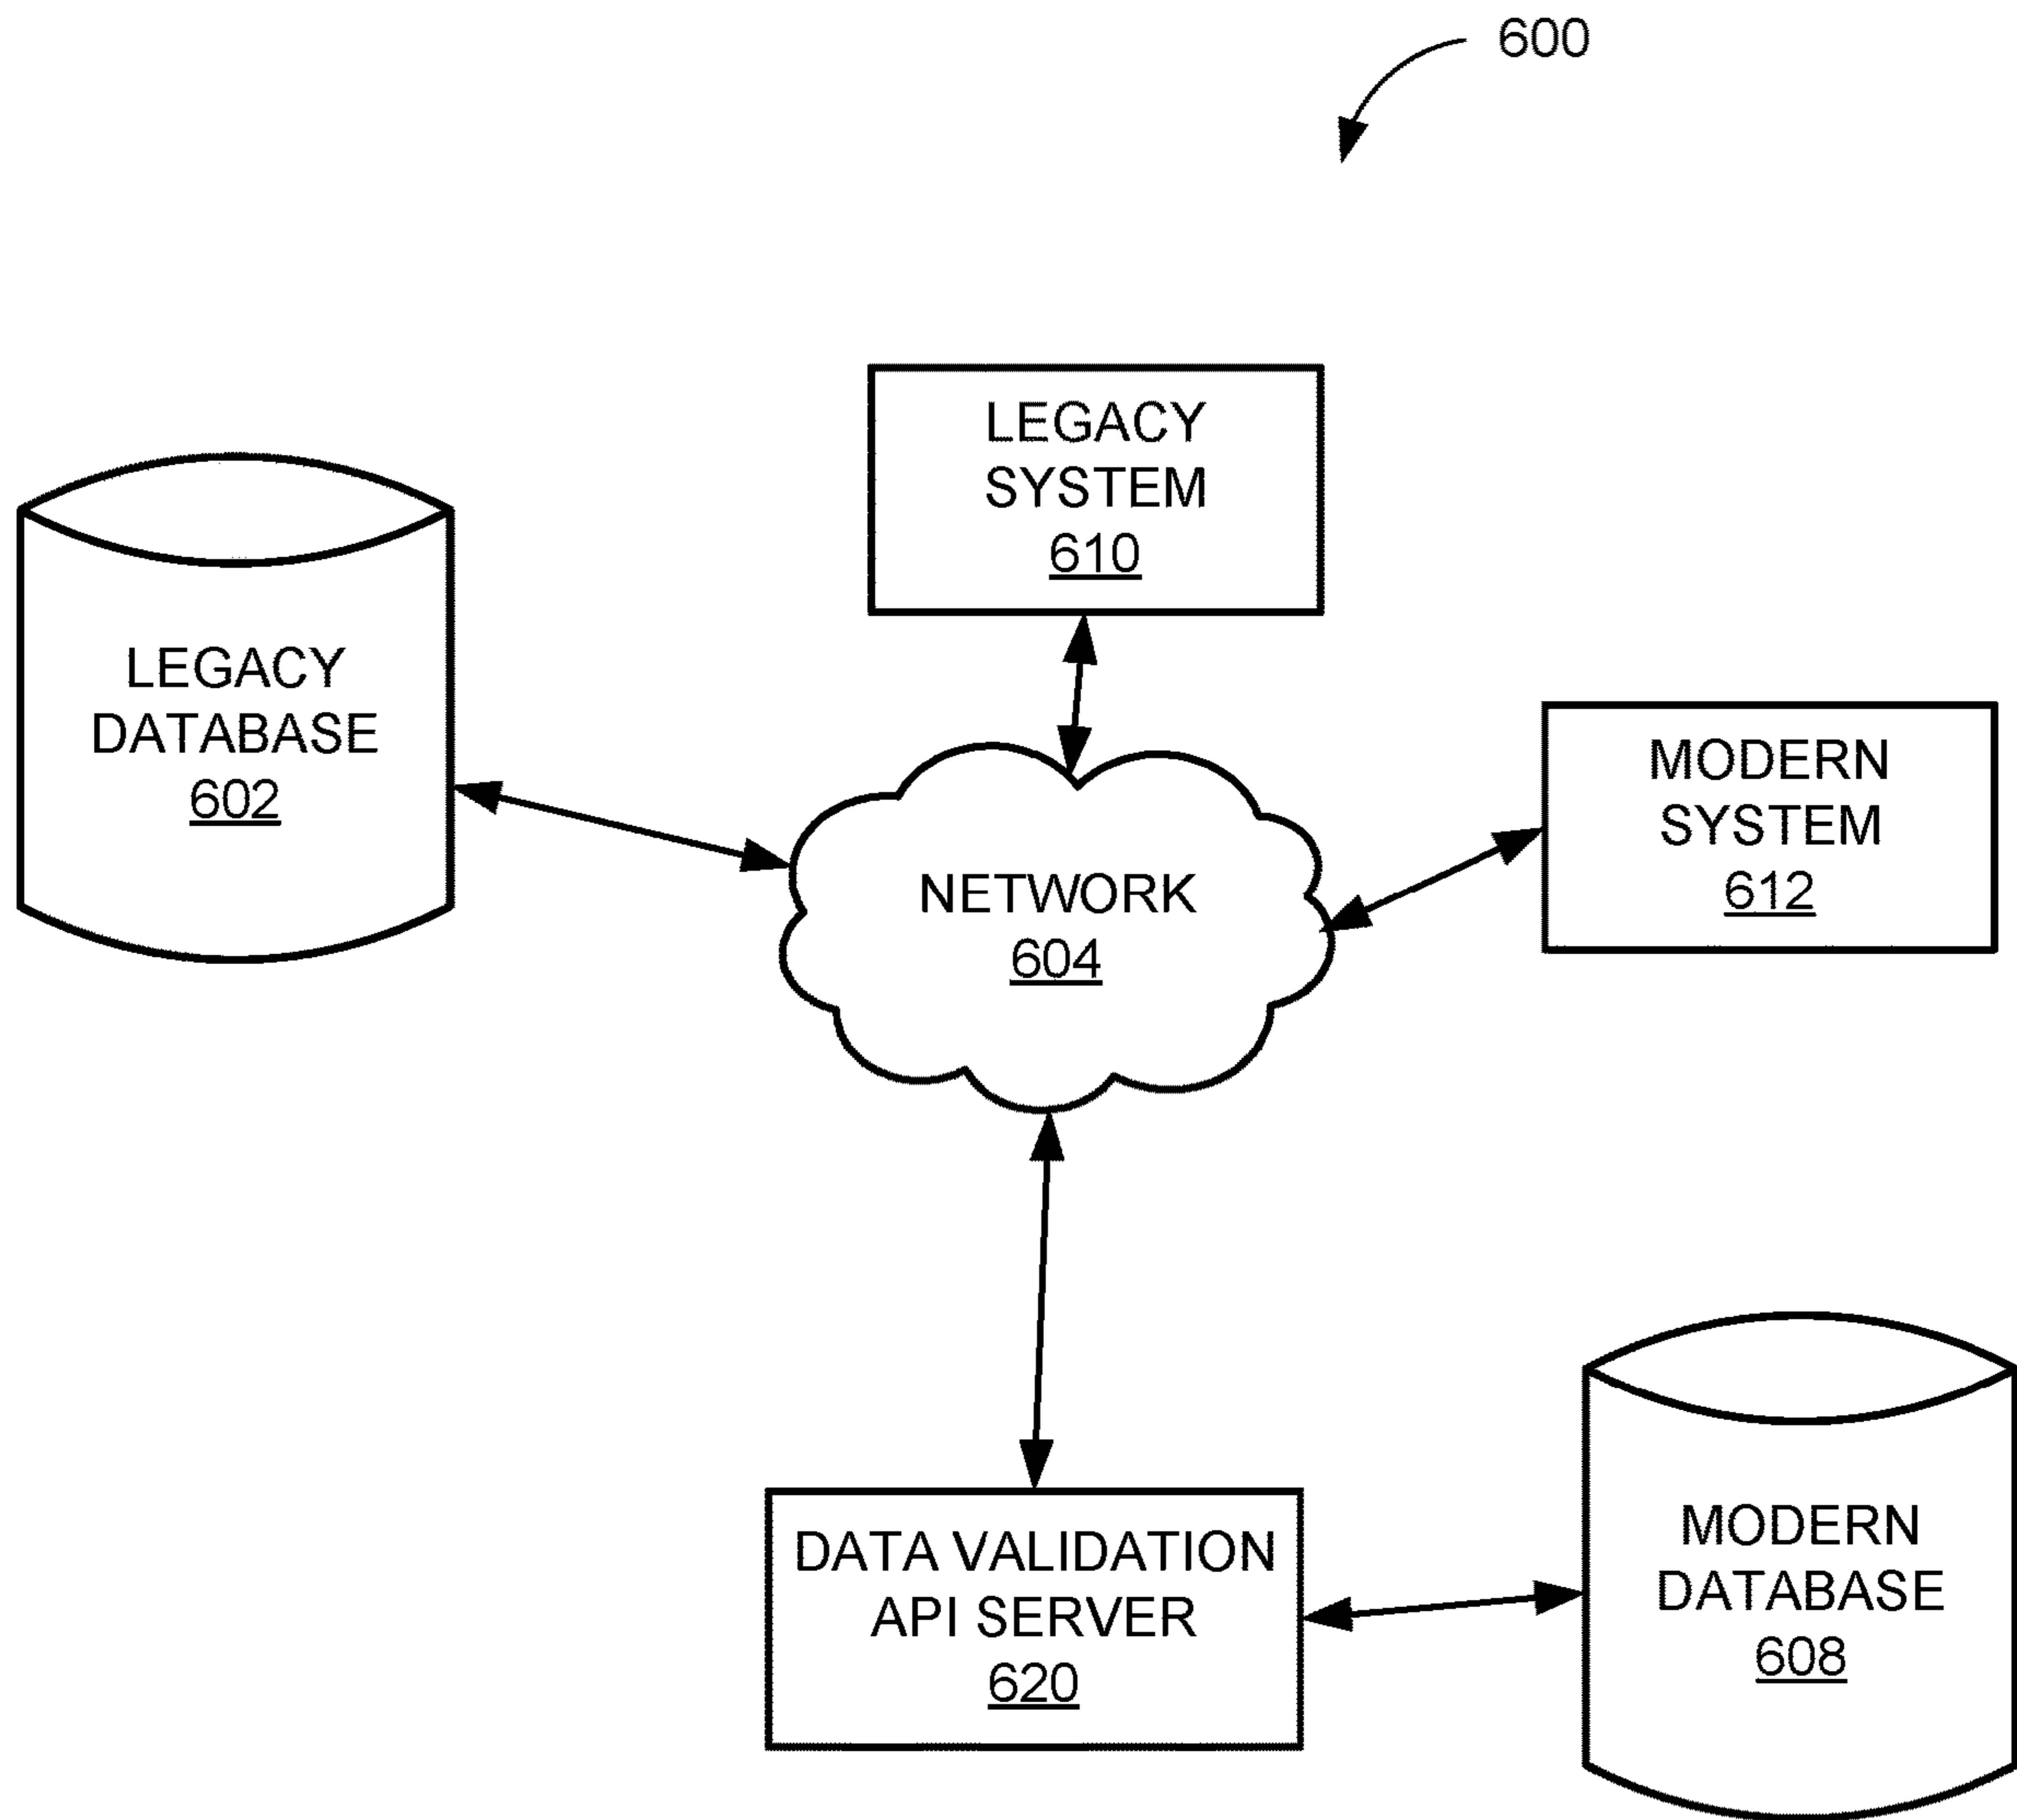 600
LEGACY
SYSTEM
610
LEGACY
DATABASE
602
MODERN
SYSTEM
612
NETWORK
604
DATA VALIDATION
API SERVER
620
MODERN
DATABASE
608